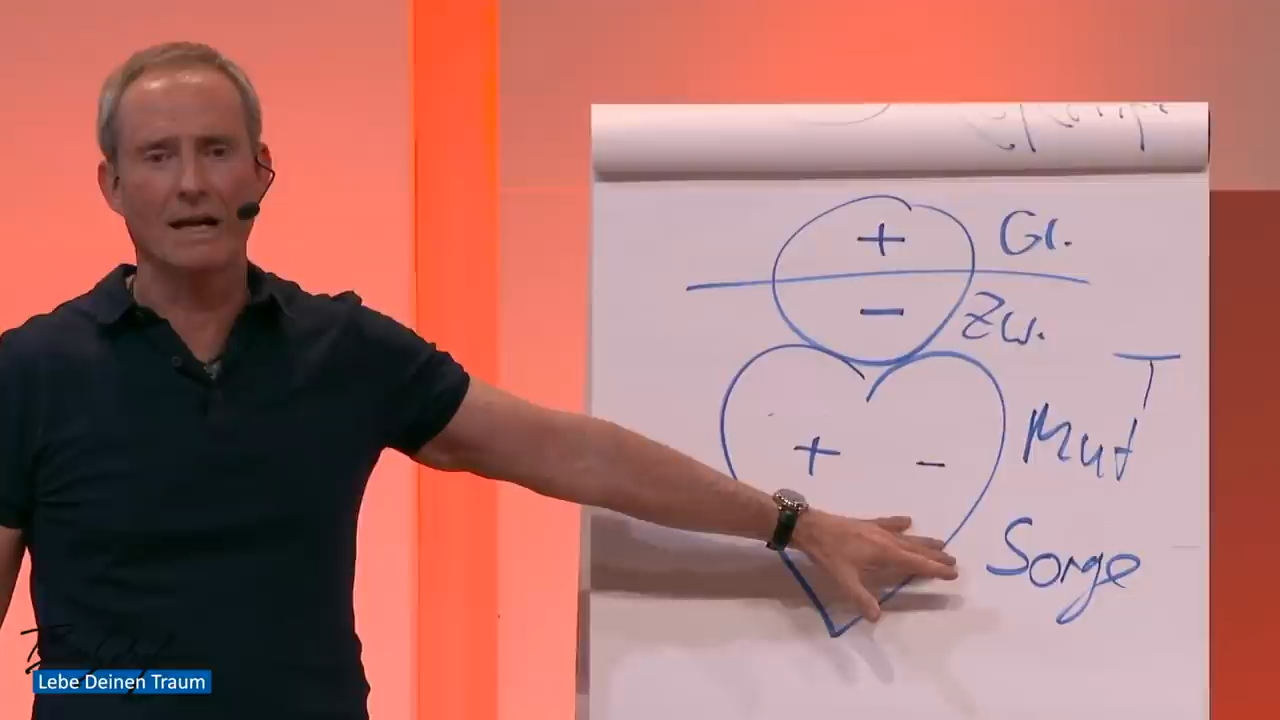 + Gl.
- Zw.
+ - Mut
Sorge
Lebe Deinen Traum